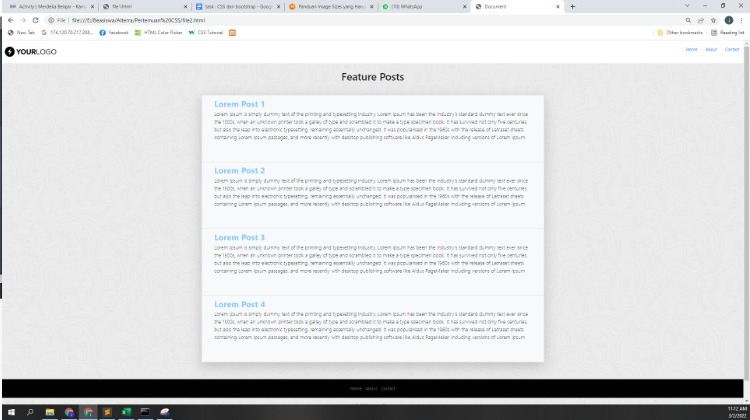 Activity | Merdeka Belajar - Kam
file1.html
Task - CSS dan bootstrap - Googl
Panduan Image Sizes yang Haru
(10) WhatsApp
Document
File | file:///E:/Beasiswa/Alterra/Pertemuan%20CSS/file2.html
New Tab
Facebook
HTML Color Picker
CSS Tutorial
Other bookmarks
Reading list
YOURLOGO
Home About Contact
Feature Posts
Lorem Post 1
Lorem Ipsum is simply dummy text of the printing and typesetting industry. Lorem Ipsum has been the industry's standard dummy text ever since
the 1500s, when an unknown printer took a galley of type and scrambled it to make a type specimen book. It has survived not only five centuries,
but also the leap into electronic typesetting, remaining essentially unchanged. It was popularised in the 1960s with the release of Letraset sheets
containing Lorem Ipsum passages, and more recently with desktop publishing software like Aldus PageMaker including versions of Lorem Ipsum.
Lorem Post 2
Lorem Ipsum is simply dummy text of the printing and typesetting industry. Lorem Ipsum has been the industry's standard dummy text ever since
the 1500s, when an unknown printer took a galley of type and scrambled it to make a type specimen book. It has survived not only five centuries,
but also the leap into electronic typesetting, remaining essentially unchanged. It was popularised in the 1960s with the release of Letraset sheets
containing Lorem Ipsum passages, and more recently with desktop publishing software like Aldus PageMaker including versions of Lorem Ipsum.
Lorem Post 3
Lorem Ipsum is simply dummy text of the printing and typesetting industry. Lorem Ipsum has been the industry's standard dummy text ever since
the 1500s, when an unknown printer took a galley of type and scrambled it to make a type specimen book. It has survived not only five centuries,
but also the leap into electronic typesetting, remaining essentially unchanged. It was popularised in the 1960s with the release of Letraset sheets
containing Lorem Ipsum passages, and more recently with desktop publishing software like Aldus PageMaker including versions of Lorem Ipsum.
Lorem Post 4
Lorem Ipsum is simply dummy text of the printing and typesetting industry. Lorem Ipsum has been the industry's standard dummy text ever since
the 1500s, when an unknown printer took a galley of type and scrambled it to make a type specimen book. It has survived not only five centuries,
but also the leap into electronic typesetting, remaining essentially unchanged. It was popularised in the 1960s with the release of Letraset sheets
containing Lorem Ipsum passages, and more recently with desktop publishing software like Aldus PageMaker including versions of Lorem Ipsum.
Home About Contact
11:12 AM
3/2/2022